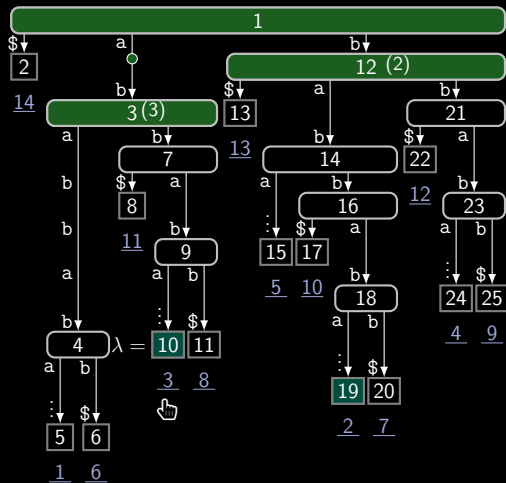 1
$ a b
2 12 (2)
14 b $ a b
3 (3) 13 21
a b 13 b $ a
7 14 22
b $ a a b 12 b
8 16 23
b 11 b ⋮ $ a a b
9 15 17
a a b 5 10 b ⋮ $
18 24 25
b ⋮ $ a b 4 9
4 λ = 10 11
a b 3 8 ⋮ $
19 20
⋮ $ 2 7
5 6
1 6